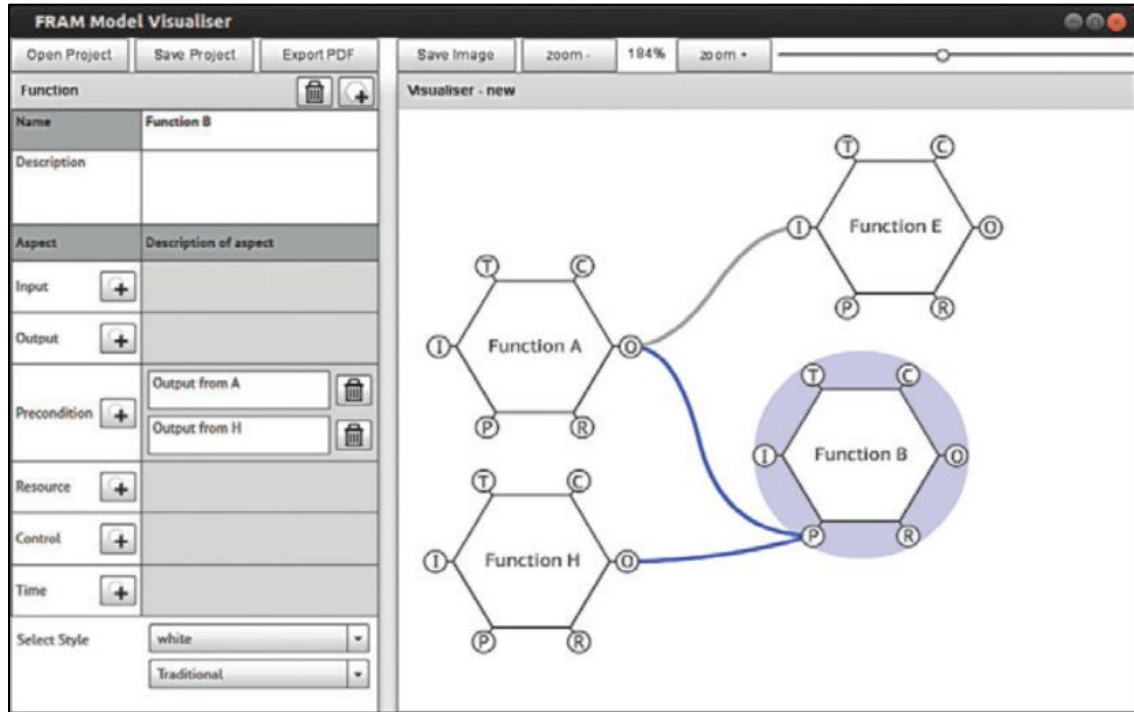 FRAM Model Visualiser
Open Project Save Project Export PDF Save Image zoom - 184% zoom +
Function
Visualiser - new
Name Function B
Description
Aspect Description of aspect
Input
Output
Precondition Output from A
Output from H
Resource
Control
Time
Select Style white
Traditional
T C
I Function E O
P R
T C
I Function A O
P R
T C
I Function B O
P R
T C
I Function H O
P R